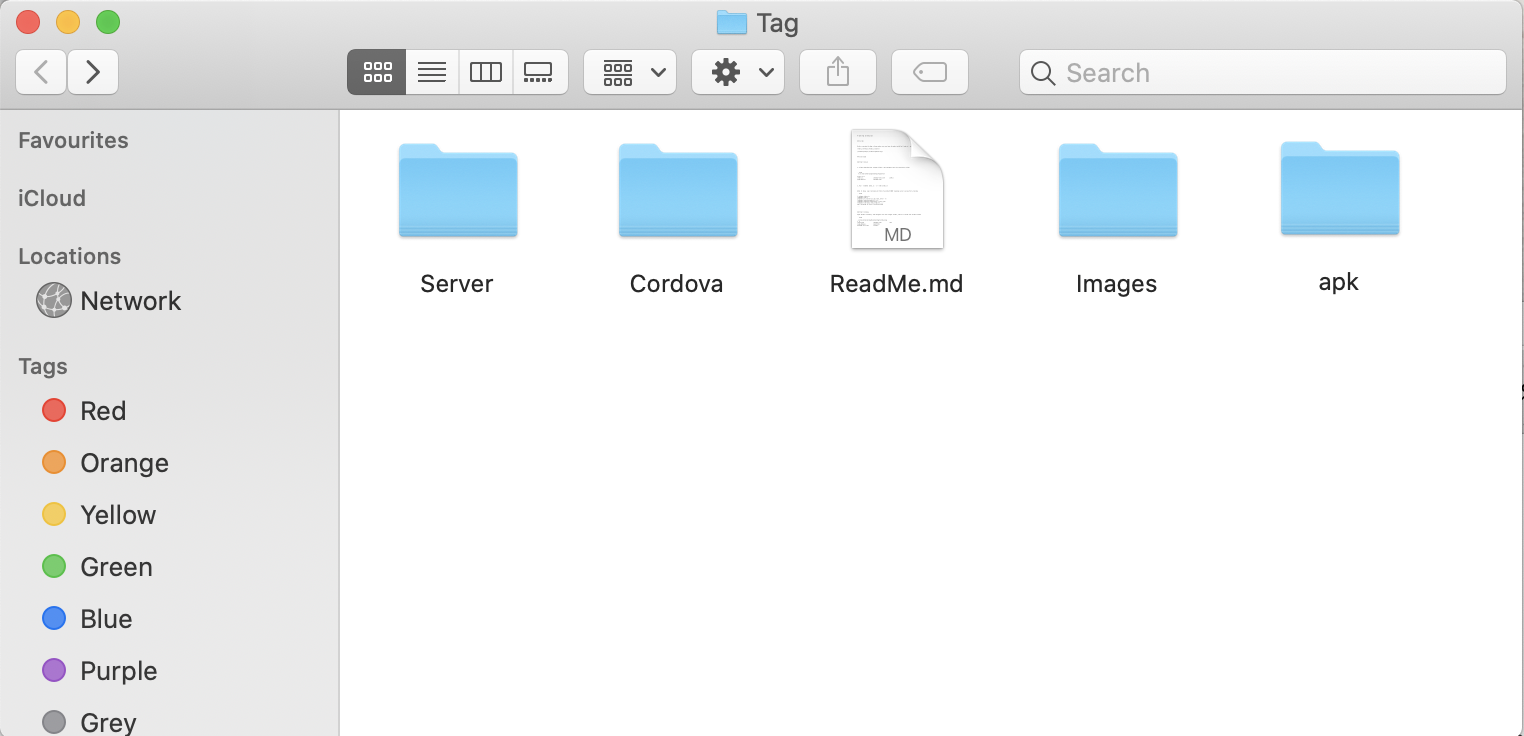 Tag
Search
Favourites
iCloud
Locations
Network
Tags
Red
Orange
Yellow
Green
Blue
Purple
Grey
Server
Cordova
MD
ReadMe.md
Images
apk